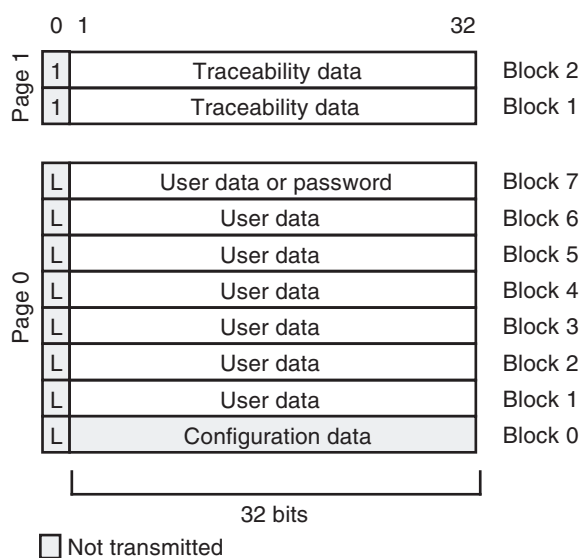 0 1 32
Page 1
1 Traceability data Block 2
1 Traceability data Block 1
Page 0
L User data or password Block 7
L User data Block 6
L User data Block 5
L User data Block 4
L User data Block 3
L User data Block 2
L User data Block 1
L Configuration data Block 0
32 bits
Not transmitted